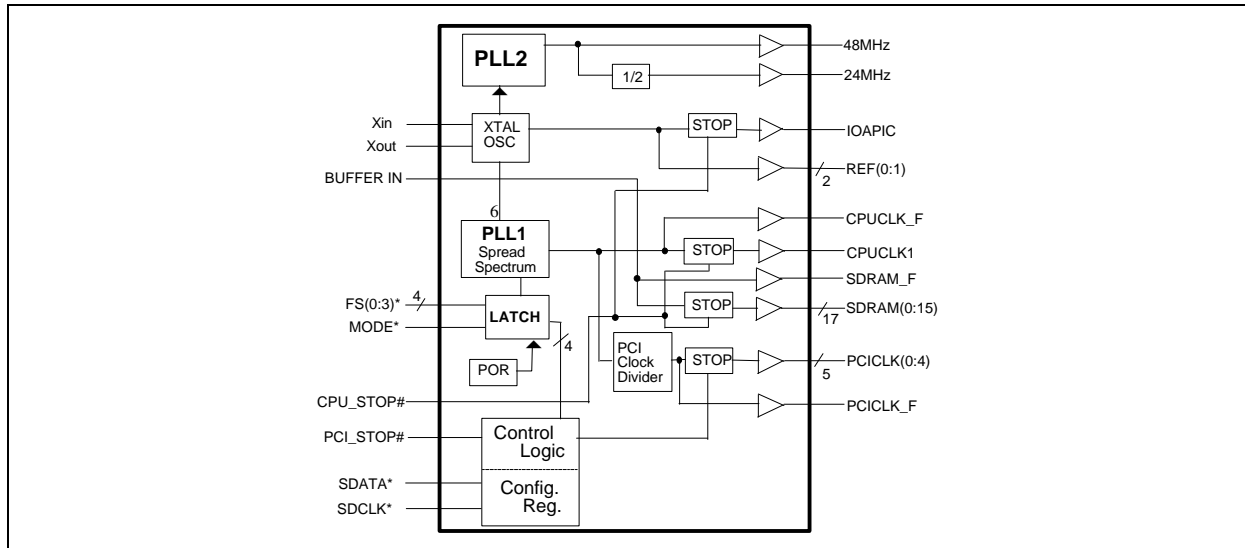 PLL2
48MHz
1/2
24MHz
Xin
Xout
XTAL
OSC
STOP
IOAPIC
BUFFER IN
REF(0:1)
2
6
PLL1
Spread
Spectrum
CPUCLK_F
STOP
CPUCLK1
SDRAM_F
FS(0:3)*
4
MODE*
LATCH
4
STOP
SDRAM(0:15)
17
POR
PCI
Clock
Divider
STOP
PCICLK(0:4)
5
CPU_STOP#
PCICLK_F
PCI_STOP#
Control
Logic
SDATA*
SDCLK*
Config.
Reg.